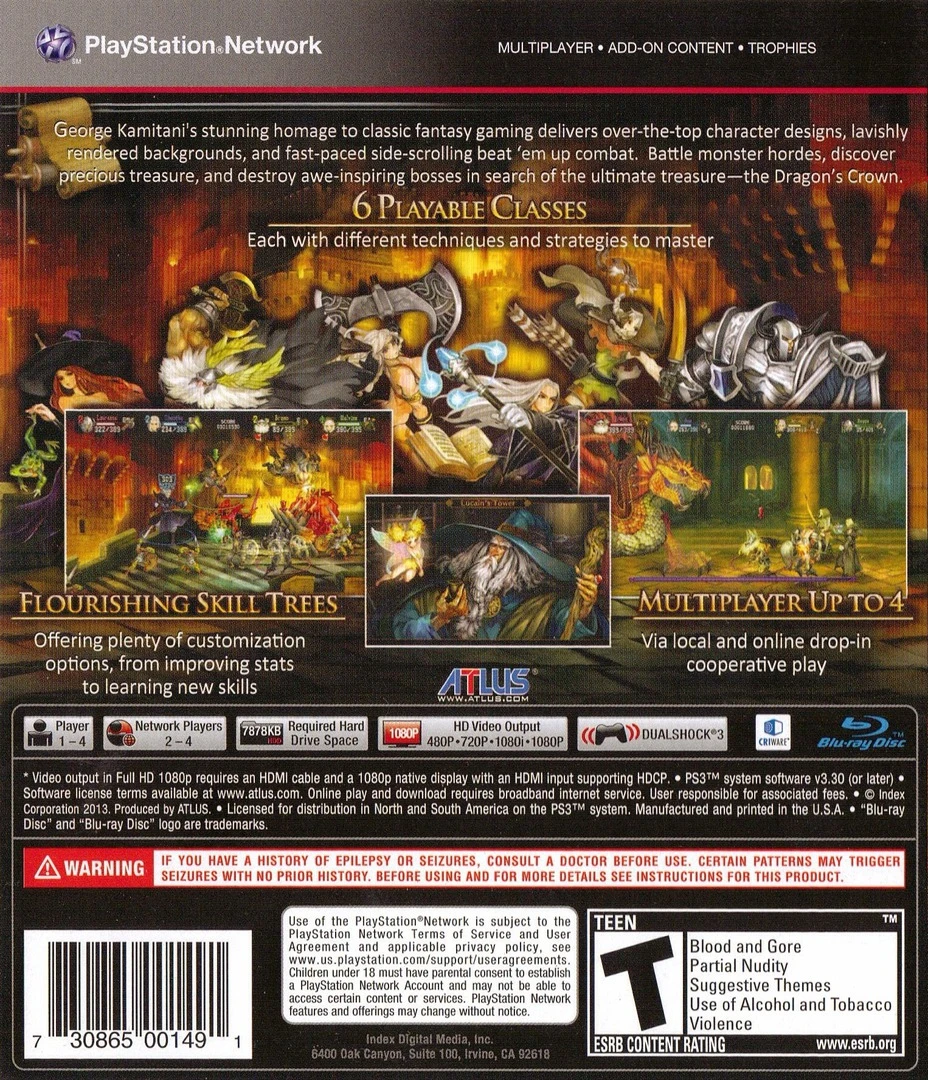 PlayStation®Network
SM
MULTIPLAYER • ADD-ON CONTENT • TROPHIES
George Kamitani's stunning homage to classic fantasy gaming delivers over-the-top character designs, lavishly
rendered backgrounds, and fast-paced side-scrolling beat 'em up combat. Battle monster hordes, discover
precious treasure, and destroy awe-inspiring bosses in search of the ultimate treasure—the Dragon's Crown.
6 PLAYABLE CLASSES
Each with different techniques and strategies to master
Lucain's Tower
FLOURISHING SKILL TREES
Offering plenty of customization
options, from improving stats
to learning new skills
MULTIPLAYER UP TO 4
Via local and online drop-in
cooperative play
ATLUS®
WWW.ATLUS.COM
Player
1 – 4
Network Players
2 – 4
7878KB
HDD
Required Hard
Drive Space
1080P
HD Video Output
480P•720P•1080i•1080P
DUALSHOCK®3
CRIWARE™
Blu-ray Disc™
* Video output in Full HD 1080p requires an HDMI cable and a 1080p native display with an HDMI input supporting HDCP. • PS3™ system software v3.30 (or later) •
Software license terms available at www.atlus.com. Online play and download requires broadband internet service. User responsible for associated fees. • © Index
Corporation 2013. Produced by ATLUS. • Licensed for distribution in North and South America on the PS3™ system. Manufactured and printed in the U.S.A. • “Blu-ray
Disc” and “Blu-ray Disc” logo are trademarks.
WARNING
IF YOU HAVE A HISTORY OF EPILEPSY OR SEIZURES, CONSULT A DOCTOR BEFORE USE. CERTAIN PATTERNS MAY TRIGGER
SEIZURES WITH NO PRIOR HISTORY. BEFORE USING AND FOR MORE DETAILS SEE INSTRUCTIONS FOR THIS PRODUCT.
7 30865 00149 1
Use of the PlayStation®Network is subject to the
PlayStation Network Terms of Service and User
Agreement and applicable privacy policy, see
www.us.playstation.com/support/useragreements.
Children under 18 must have parental consent to establish
a PlayStation Network Account and may not be able to
access certain content or services. PlayStation Network
features and offerings may change without notice.
Index Digital Media, Inc.
6400 Oak Canyon, Suite 100, Irvine, CA 92618
TEEN
™
T
Blood and Gore
Partial Nudity
Suggestive Themes
Use of Alcohol and Tobacco
Violence
ESRB CONTENT RATING
www.esrb.org